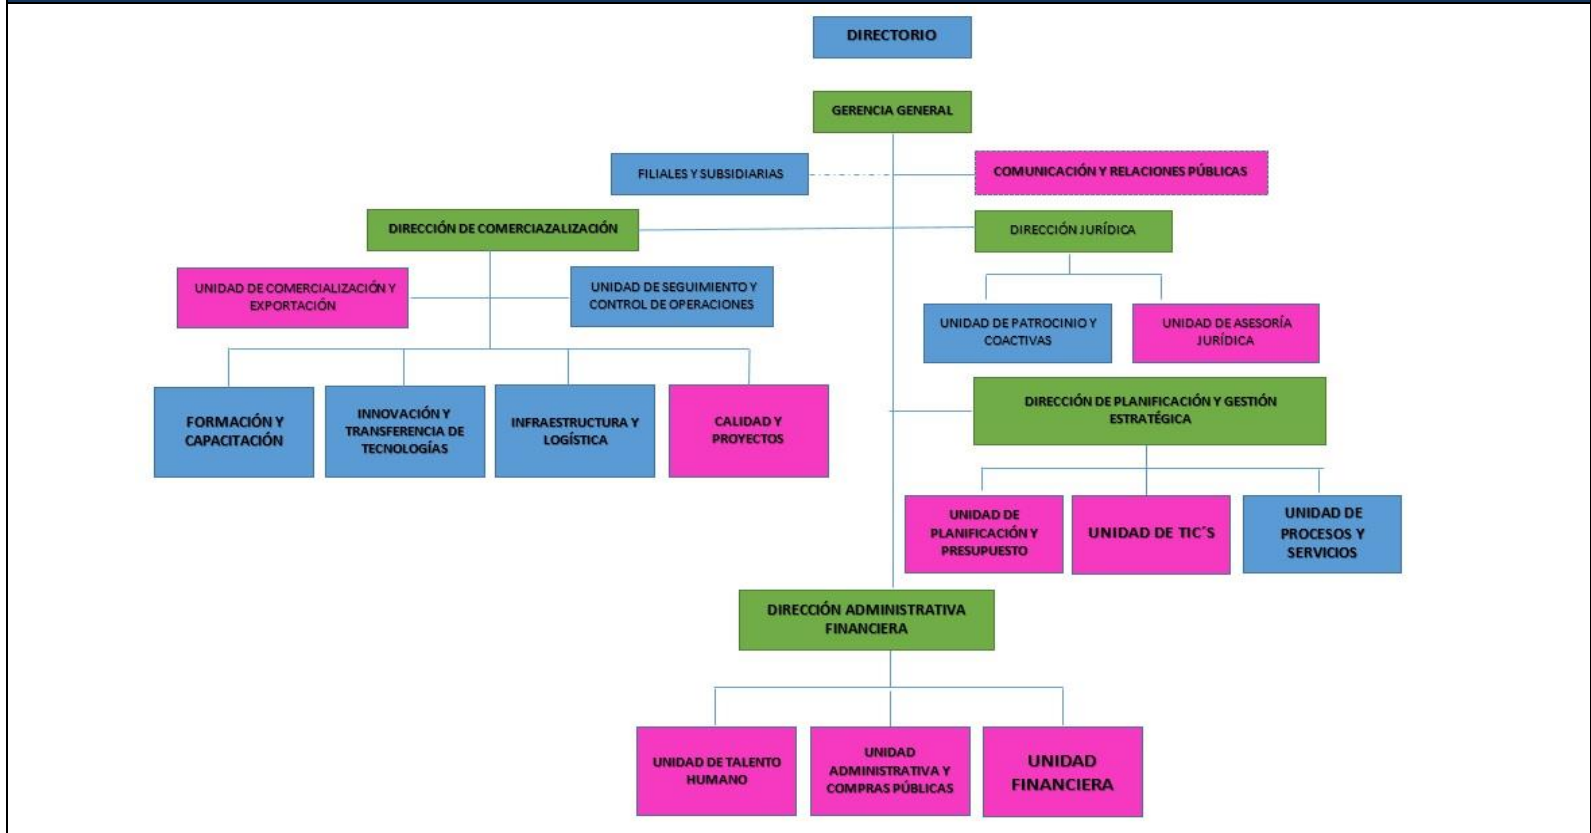 DIRECTORIO
GERENCIA GENERAL
FILIALES Y SUBSIDIARIAS
COMUNICACIÓN Y RELACIONES PÚBLICAS
DIRECCIÓN DE COMERCIAZALIZACIÓN
DIRECCIÓN JURÍDICA
UNIDAD DE COMERCIALIZACIÓN Y
EXPORTACIÓN
UNIDAD DE SEGUIMIENTO Y
CONTROL DE OPERACIONES
UNIDAD DE PATROCINIO Y
COACTIVAS
UNIDAD DE ASESORÍA
JURÍDICA
FORMACIÓN Y
CAPACITACIÓN
INNOVACIÓN Y
TRANSFERENCIA DE
TECNOLOGÍAS
INFRAESTRUCTURA Y
LOGÍSTICA
CALIDAD Y
PROYECTOS
DIRECCIÓN DE PLANIFICACIÓN Y GESTIÓN
ESTRATÉGICA
UNIDAD DE
PLANIFICACIÓN Y
PRESUPUESTO
UNIDAD DE TIC´S
UNIDAD DE
PROCESOS Y
SERVICIOS
DIRECCIÓN ADMINISTRATIVA
FINANCIERA
UNIDAD DE TALENTO
HUMANO
UNIDAD
ADMINISTRATIVA Y
COMPRAS PÚBLICAS
UNIDAD
FINANCIERA